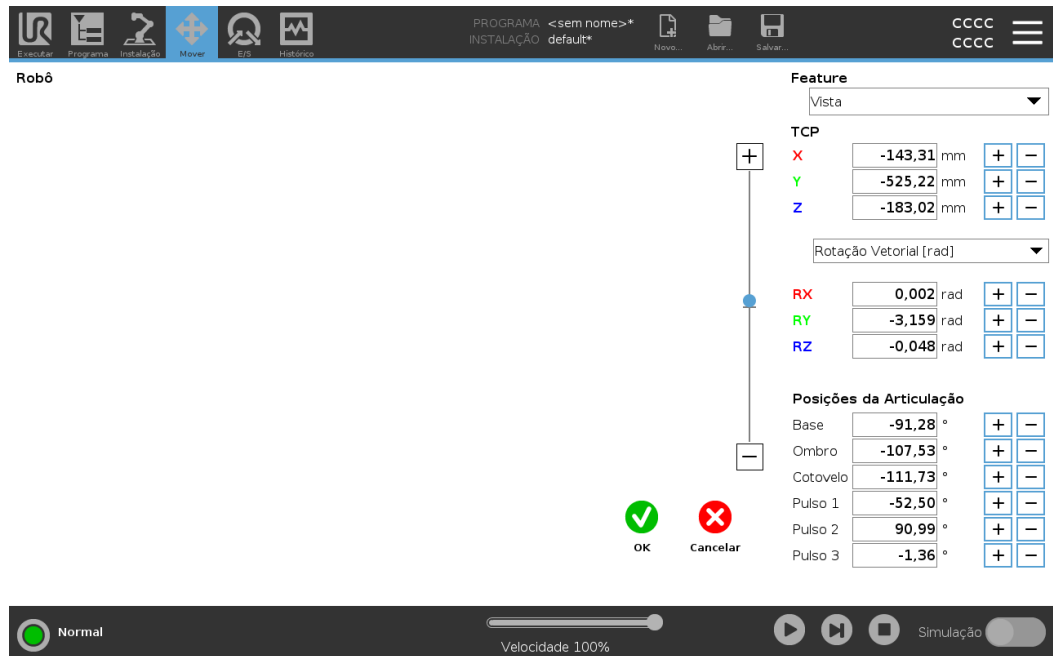 UR
Executar
Programa
Instalação
Mover
E/S
Histórico
PROGRAMA <sem nome>*
INSTALAÇÃO default*
Novo...
Abrir...
Salvar...
CCCC
CCCC
Robô
Feature
Vista
TCP
X -143,31 mm + −
Y -525,22 mm + −
Z -183,02 mm + −
Rotação Vetorial [rad]
RX 0,002 rad + −
RY -3,159 rad + −
RZ -0,048 rad + −
Posições da Articulação
Base -91,28 ° + −
Ombro -107,53 ° + −
Cotovelo -111,73 ° + −
Pulso 1 -52,50 ° + −
Pulso 2 90,99 ° + −
Pulso 3 -1,36 ° + −
OK
Cancelar
Normal
Velocidade 100%
Simulação